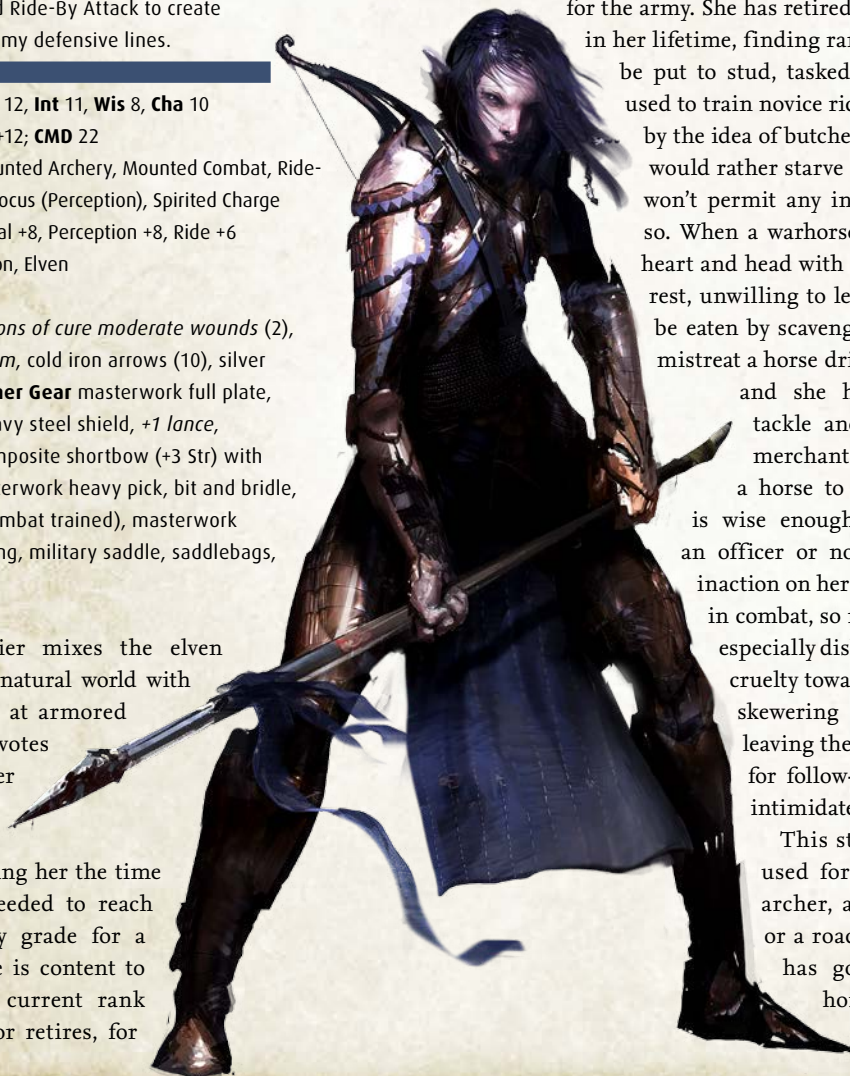 d Ride-By Attack to create
my defensive lines.
12, Int 11, Wis 8, Cha 10
+12; CMD 22
unted Archery, Mounted Combat, Ride-
ocus (Perception), Spirited Charge
al +8, Perception +8, Ride +6
on, Elven
ons of cure moderate wounds (2),
m, cold iron arrows (10), silver
her Gear masterwork full plate,
avy steel shield, +1 lance,
mposite shortbow (+3 Str) with
terwork heavy pick, bit and bridle,
ombat trained), masterwork
ng, military saddle, saddlebags,
ier mixes the elven
natural world with
at armored
votes
er
ing her the time
eeded to reach
y grade for a
e is content to
current rank
or retires, for
for the army. She has retired
in her lifetime, finding ran
be put to stud, tasked
used to train novice ric
by the idea of butche
would rather starve
won't permit any in
so. When a warhorse
heart and head with
rest, unwilling to le
be eaten by scaveng
mistreat a horse dri
and she h
tackle and
merchant
a horse to
is wise enough
an officer or no
inaction on her
in combat, so
especially dis
cruelty towa
skewering
leaving the
for follow-
intimidate
This st
used for
archer, a
or a road
has go
hor